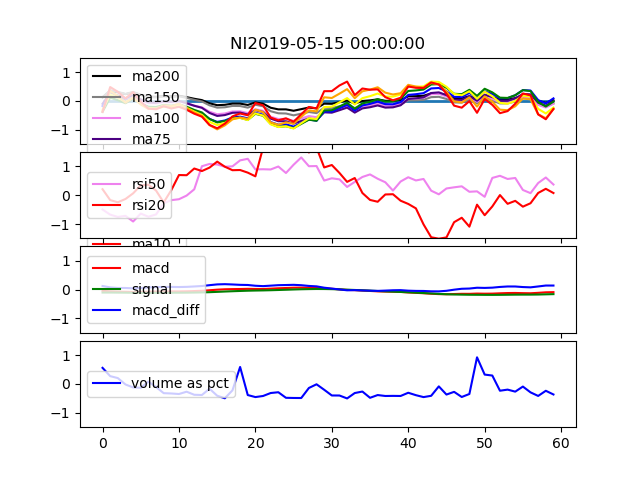 NI2019-05-15 00:00:00
1
0
−1
ma200
ma150
ma100
ma75
1
0
−1
rsi50
rsi20
ma10
1
0
−1
macd
signal
macd_diff
1
0
−1
volume as pct
0 10 20 30 40 50 60